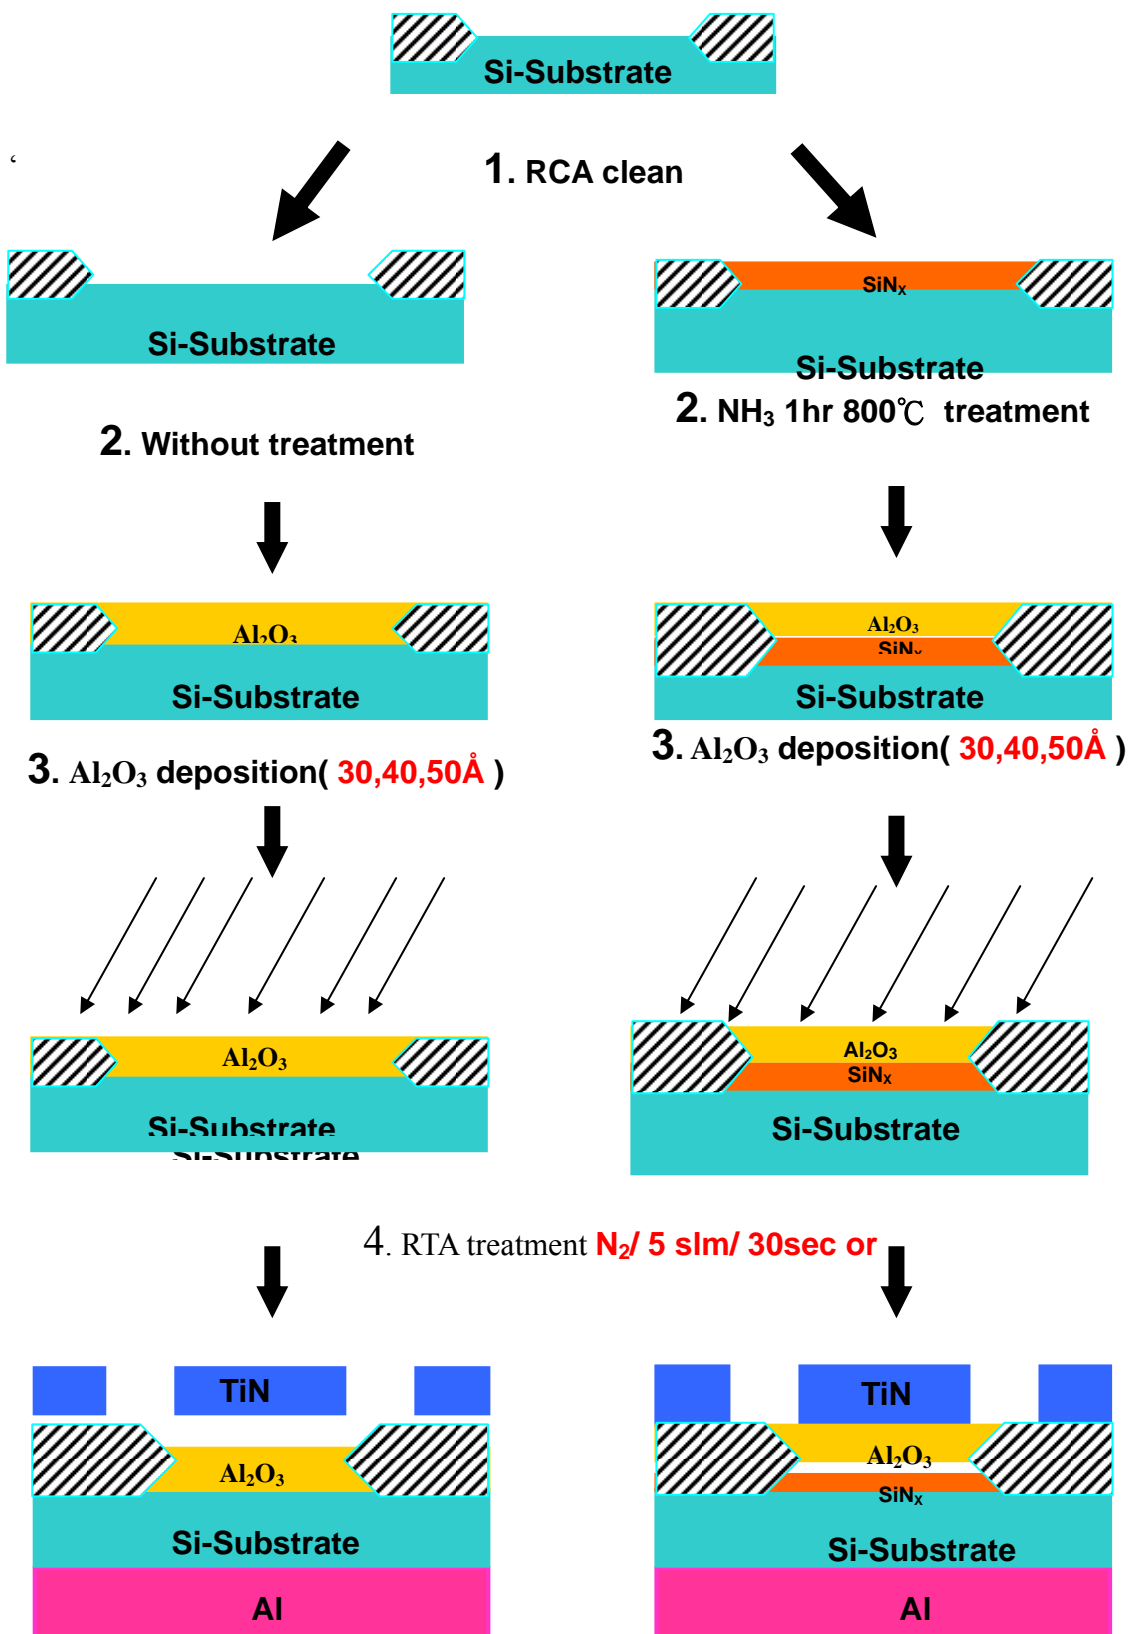 Si-Substrate
‘
1. RCA clean
SiNX
Si-Substrate
Si-Substrate
2. NH3 1hr 800℃ treatment
2. Without treatment
Al2O3
Al2O3
SiNX
Si-Substrate
Si-Substrate
3. Al2O3 deposition( 30,40,50Å )
3. Al2O3 deposition( 30,40,50Å )
Al2O3
Al2O3
SiNX
Si-Substrate
Si-Substrate
Si-Substrate
4. RTA treatment N2/ 5 slm/ 30sec or
TiN
TiN
Al2O3
Al2O3
SiNX
Si-Substrate
Si-Substrate
Al
Al